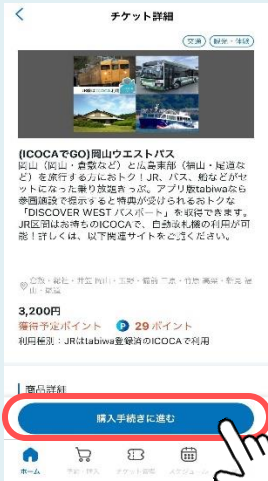 チケット詳細
交通 観光・体験
(ICOCAでGO)岡山ウエストパス
岡山（岡山・倉敷など）と広島東部（福山・尾道な
ど）を旅行する方におトク！JR、バス、船などがセ
ットになった乗り放題きっぷ。アプリ版tabiwaなら
参画施設で提示すると特典が受けられるおトクな
「DISCOVER WEST パスポート」を取得できます。
JR区間はお持ちのICOCAで、自動改札機の利用が可
能！詳しくは、以下関連サイトをご覧ください。
3,200円
獲得予定ポイント P 29 ポイント
利用種別：JRはtabiwa登録済のICOCAで利用
商品詳細
購入手続きに進む
ホーム